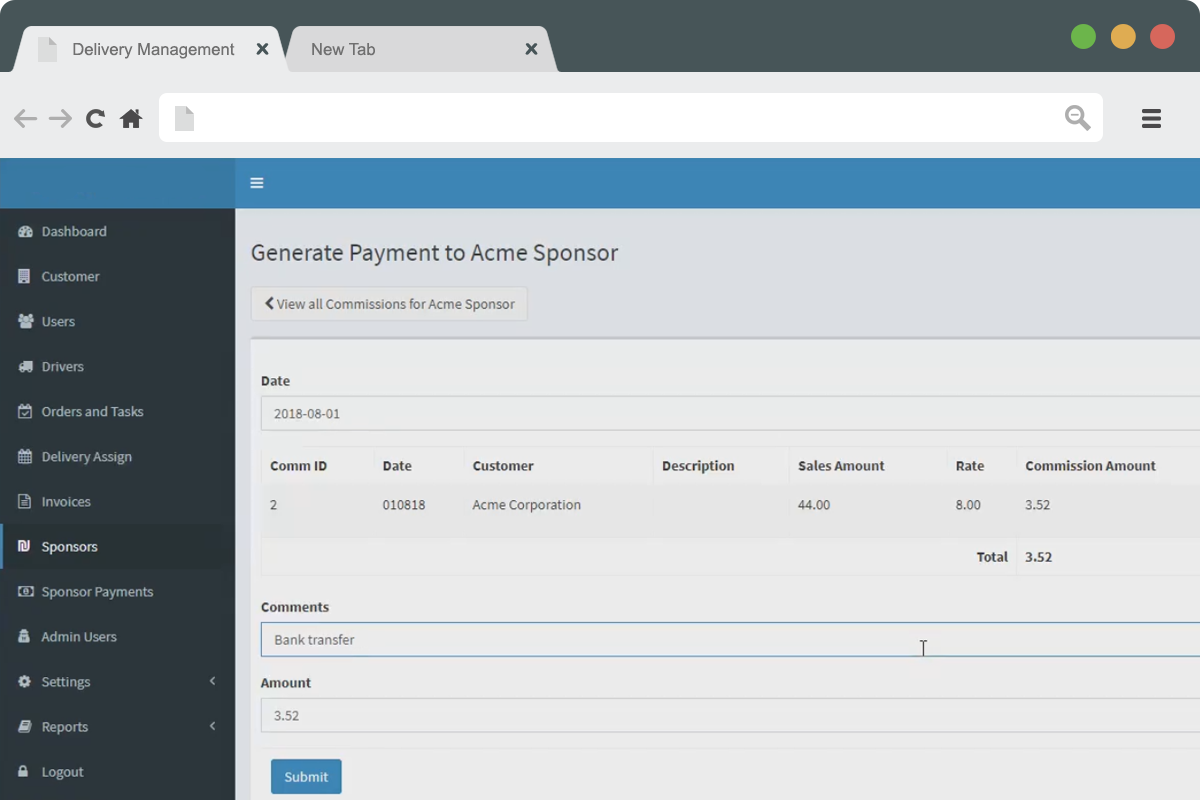 Delivery Management
New Tab
Dashboard
Customer
Users
Drivers
Orders and Tasks
Delivery Assign
Invoices
Sponsors
Sponsor Payments
Admin Users
Settings
Reports
Logout
Generate Payment to Acme Sponsor
View all Commissions for Acme Sponsor
Date
2018-08-01
Comm ID Date Customer Description Sales Amount Rate Commission Amount
2 010818 Acme Corporation 44.00 8.00 3.52
Total 3.52
Comments
Bank transfer
Amount
3.52
Submit